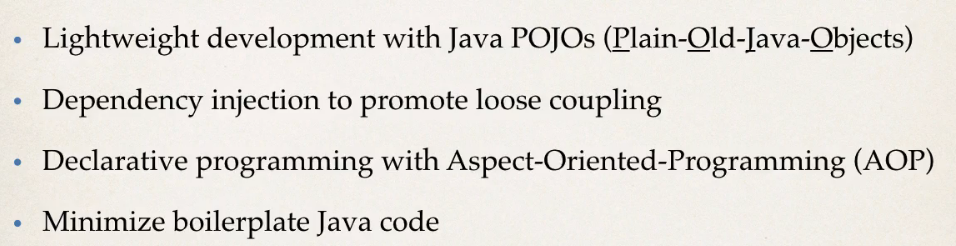 • Lightweight development with Java POJOs (Plain-Old-Java-Objects)
• Dependency injection to promote loose coupling
• Declarative programming with Aspect-Oriented-Programming (AOP)
• Minimize boilerplate Java code